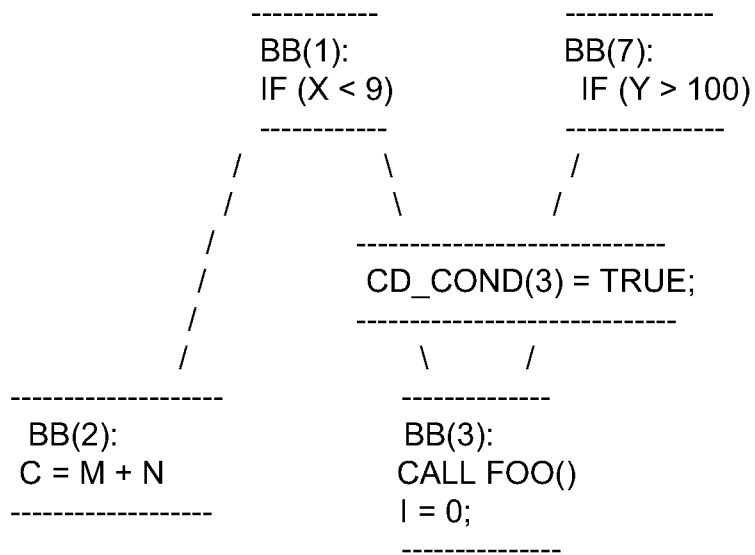 BB(1):
IF (X < 9)
BB(7):
IF (Y > 100)
CD_COND(3) = TRUE;
BB(2):
C = M + N
BB(3):
CALL FOO()
I = 0;